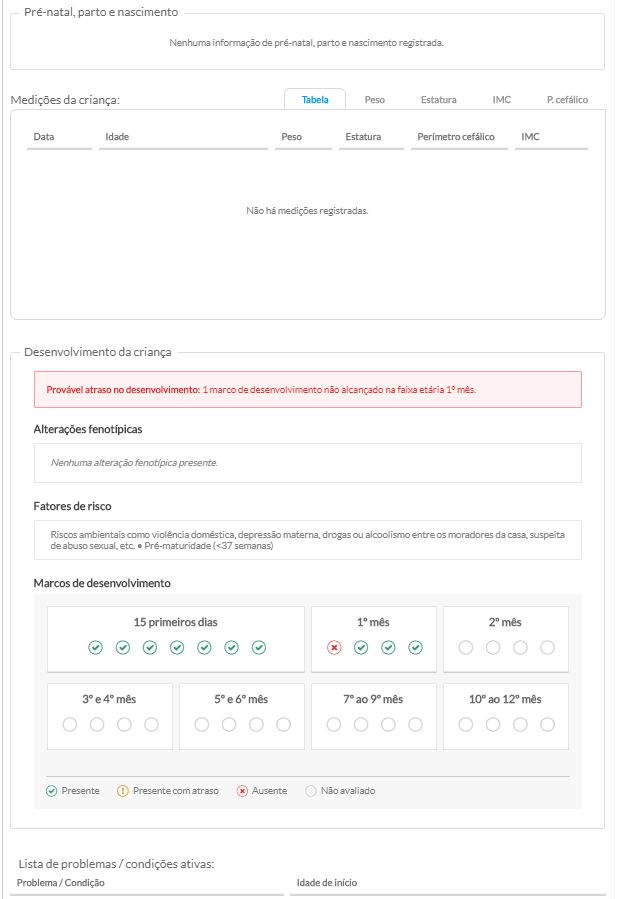 Pré-natal, parto e nascimento
Nenhuma informação de pré-natal, parto e nascimento registrada.
Medições da criança:
Tabela Peso Estatura IMC P. cefálico
Data Idade Peso Estatura Perímetro cefálico IMC
Não há medições registradas.
Desenvolvimento da criança
Provável atraso no desenvolvimento: 1 marco de desenvolvimento não alcançado na faixa etária 1º mês.
Alterações fenotípicas
Nenhuma alteração fenotípica presente.
Fatores de risco
Riscos ambientais como violência doméstica, depressão materna, drogas ou alcoolismo entre os moradores da casa, suspeita
de abuso sexual, etc. • Pré-maturidade (<37 semanas)
Marcos de desenvolvimento
15 primeiros dias 1º mês 2º mês
3º e 4º mês 5º e 6º mês 7º ao 9º mês 10º ao 12º mês
Presente Presente com atraso Ausente Não avaliado
Lista de problemas / condições ativas:
Problema / Condição Idade de início